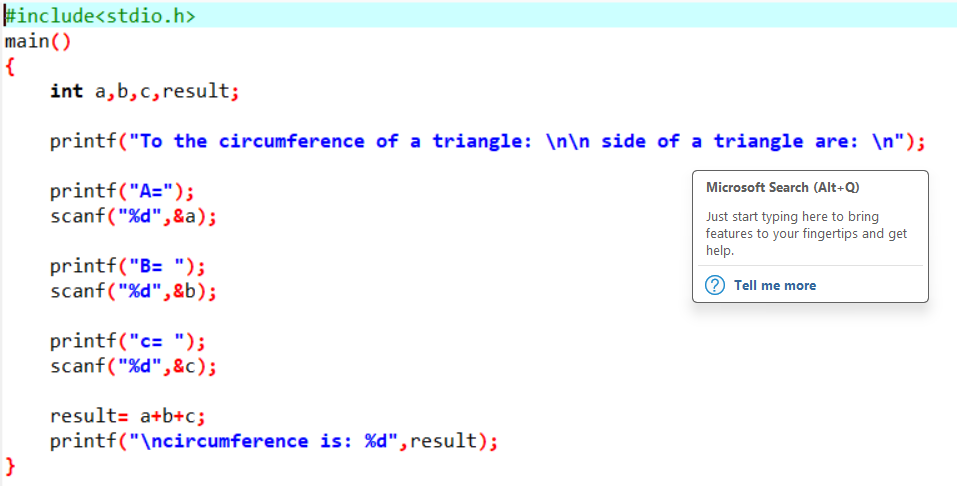 #include<stdio.h>
main()
{
int a,b,c,result;
printf("To the circumference of a triangle: \n\n side of a triangle are: \n");
printf("A=");
scanf("%d",&a);
printf("B= ");
scanf("%d",&b);
printf("c= ");
scanf("%d",&c);
result= a+b+c;
printf("\ncircumference is: %d",result);
}
Microsoft Search (Alt+Q)
Just start typing here to bring
features to your fingertips and get
help.
Tell me more